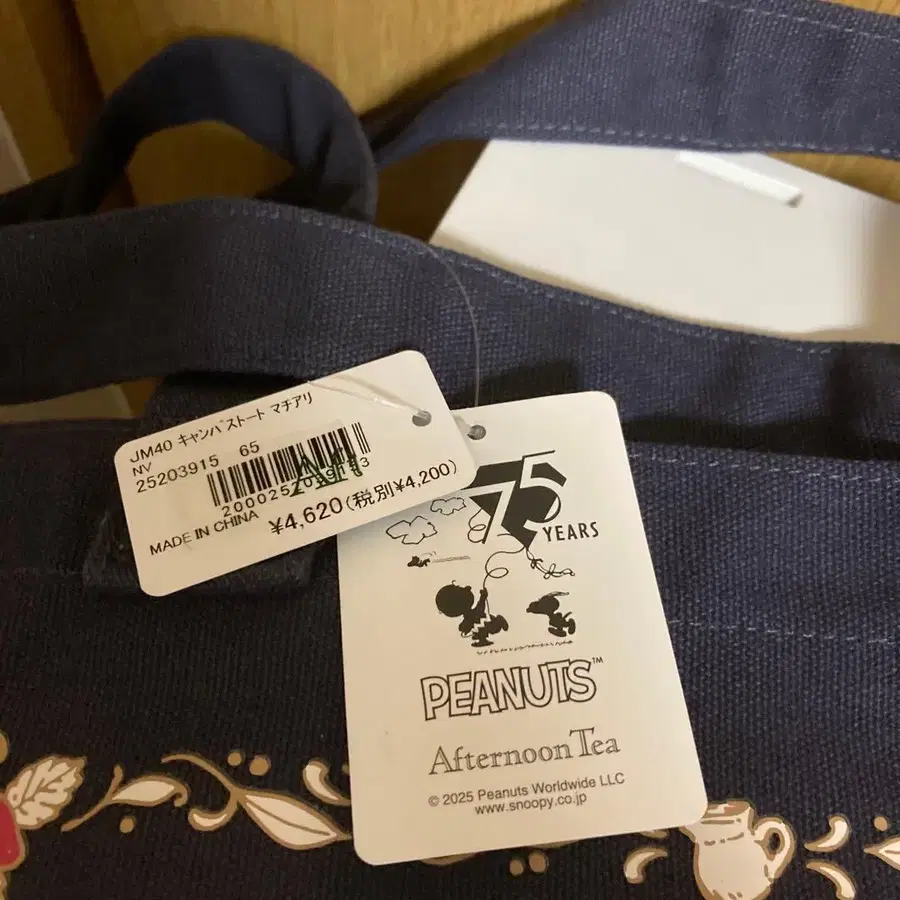 JM40 キャンバストート マチアリ
NV
25203915 65
MADE IN CHINA
¥4,620(税別¥4,200)
75
YEARS
PEANUTS™
Afternoon Tea
© 2025 Peanuts Worldwide LLC
www.snoopy.co.jp